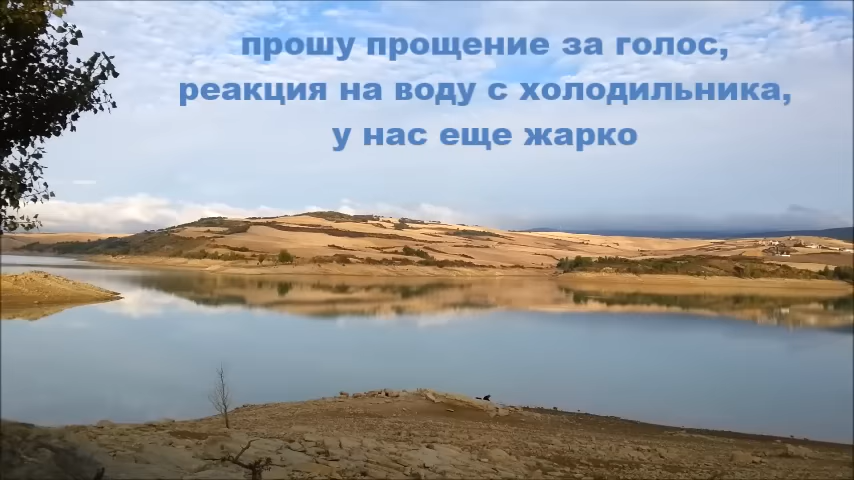 прошу прощение за голос,
реакция на воду с холодильника,
у нас еще жарко